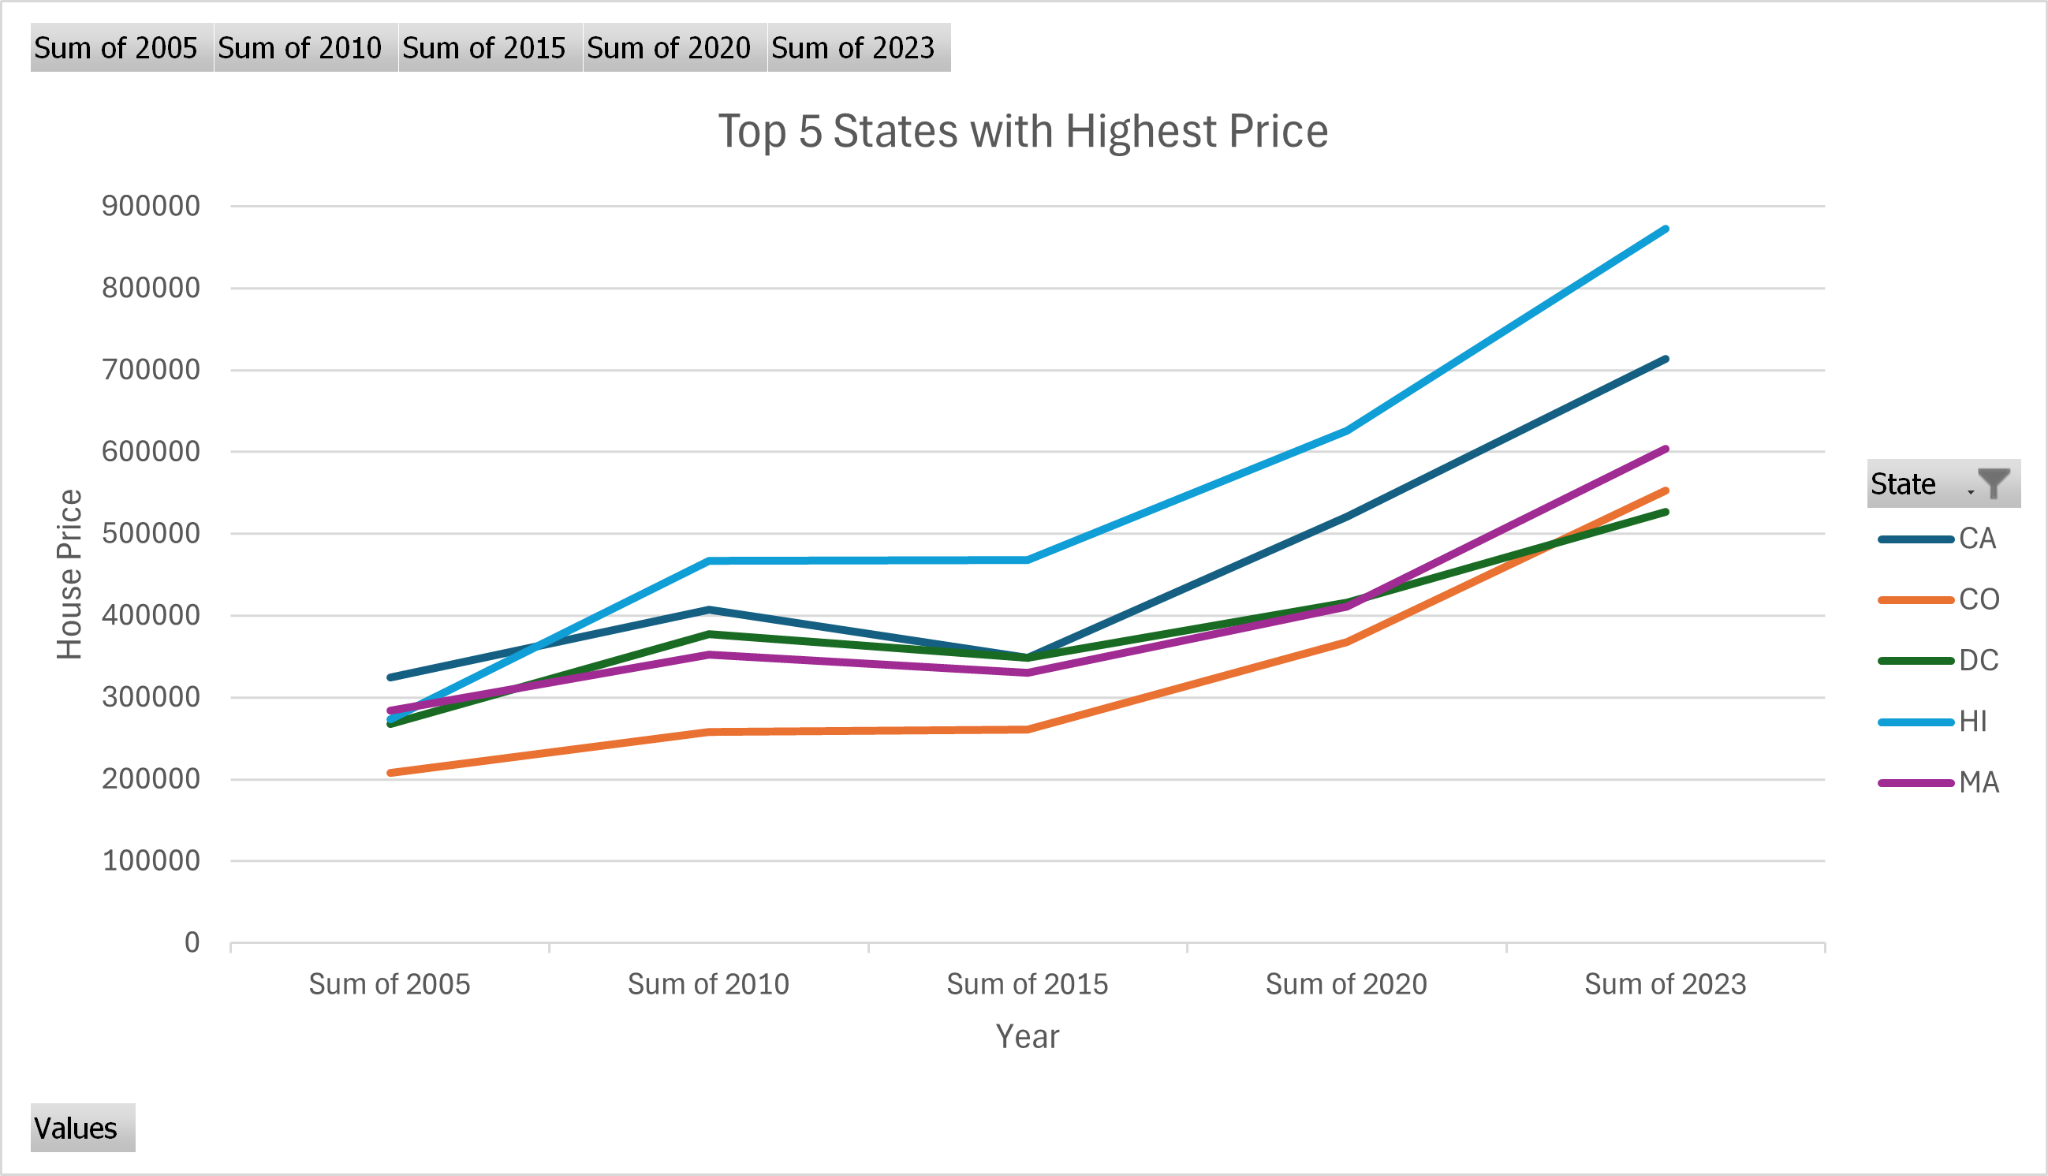 Sum of 2005 Sum of 2010 Sum of 2015 Sum of 2020 Sum of 2023
Top 5 States with Highest Price
900000
800000
700000
600000
500000
400000
300000
200000
100000
0
House Price
Sum of 2005 Sum of 2010 Sum of 2015 Sum of 2020 Sum of 2023
Year
State
CA
CO
DC
HI
MA
Values